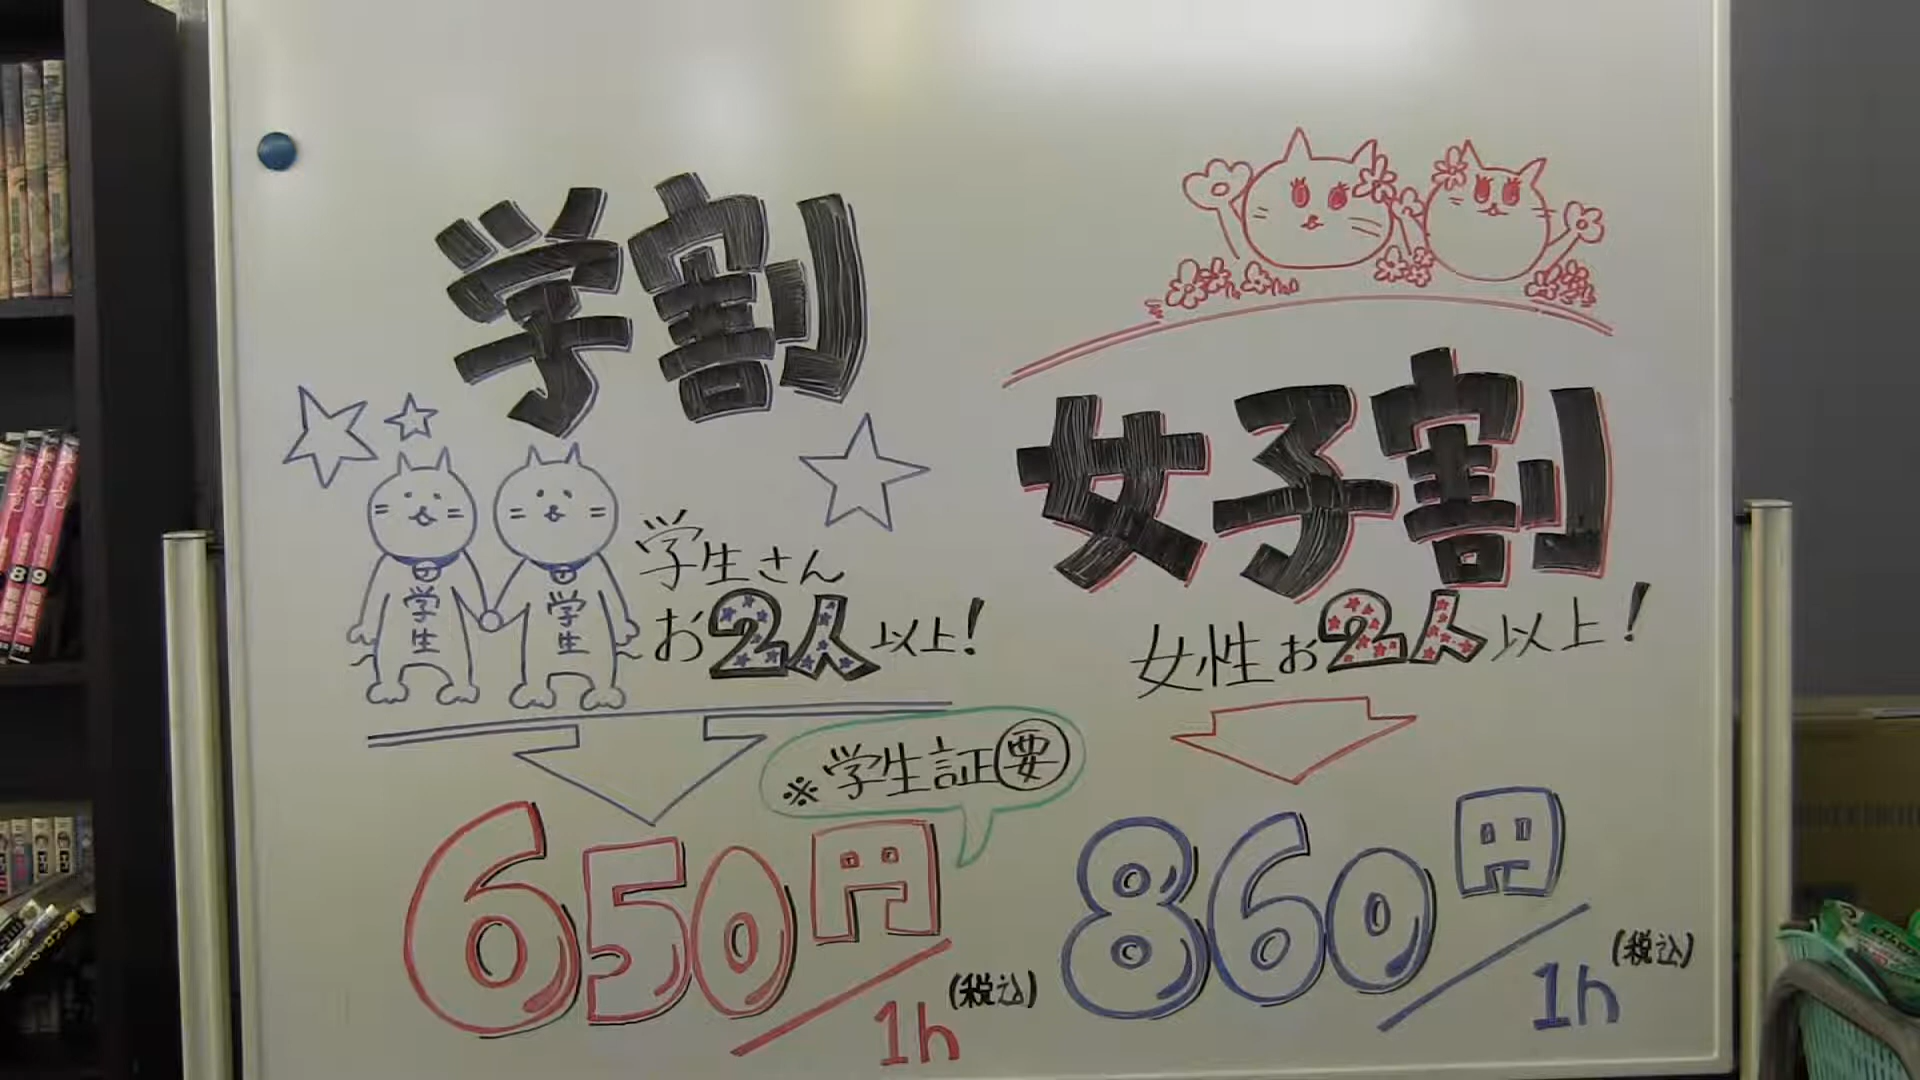 学割
学生
学生
学生さん
お2人以上!
※学生証要
650円/1h
(税込)
女子割
女性お2人以上!
860円/1h
(税込)
8
9